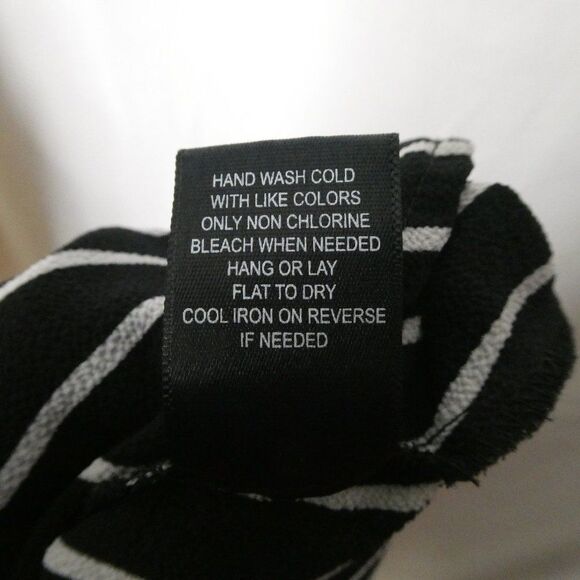 HAND WASH COLD
WITH LIKE COLORS
ONLY NON CHLORINE
BLEACH WHEN NEEDED
HANG OR LAY
FLAT TO DRY
COOL IRON ON REVERSE
IF NEEDED